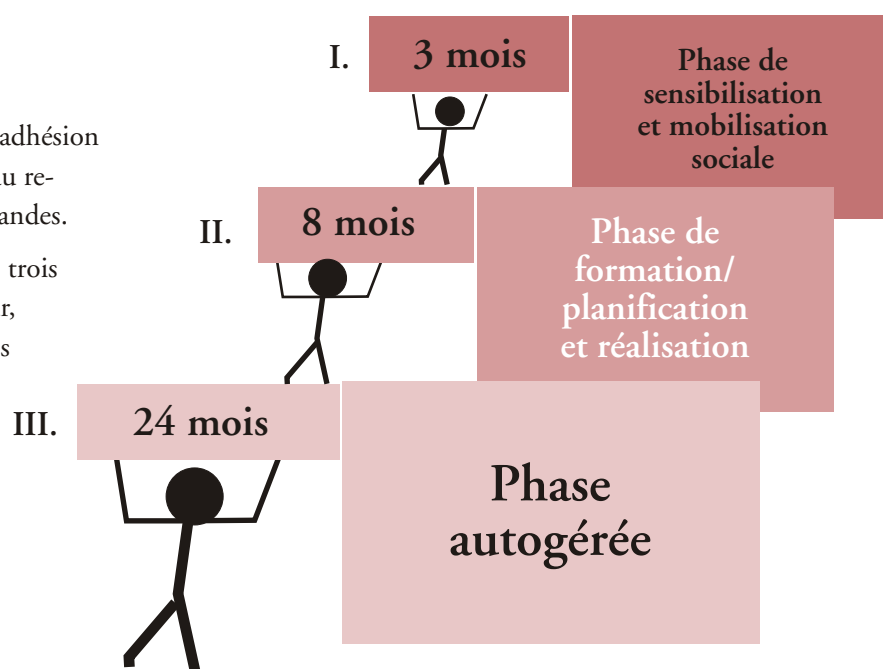 adhésion
u re-
andes.
trois
r,
s
I.
3 mois
Phase de
sensibilisation
et mobilisation
sociale
II.
8 mois
Phase de
formation/
planification
et réalisation
III.
24 mois
Phase
autogérée